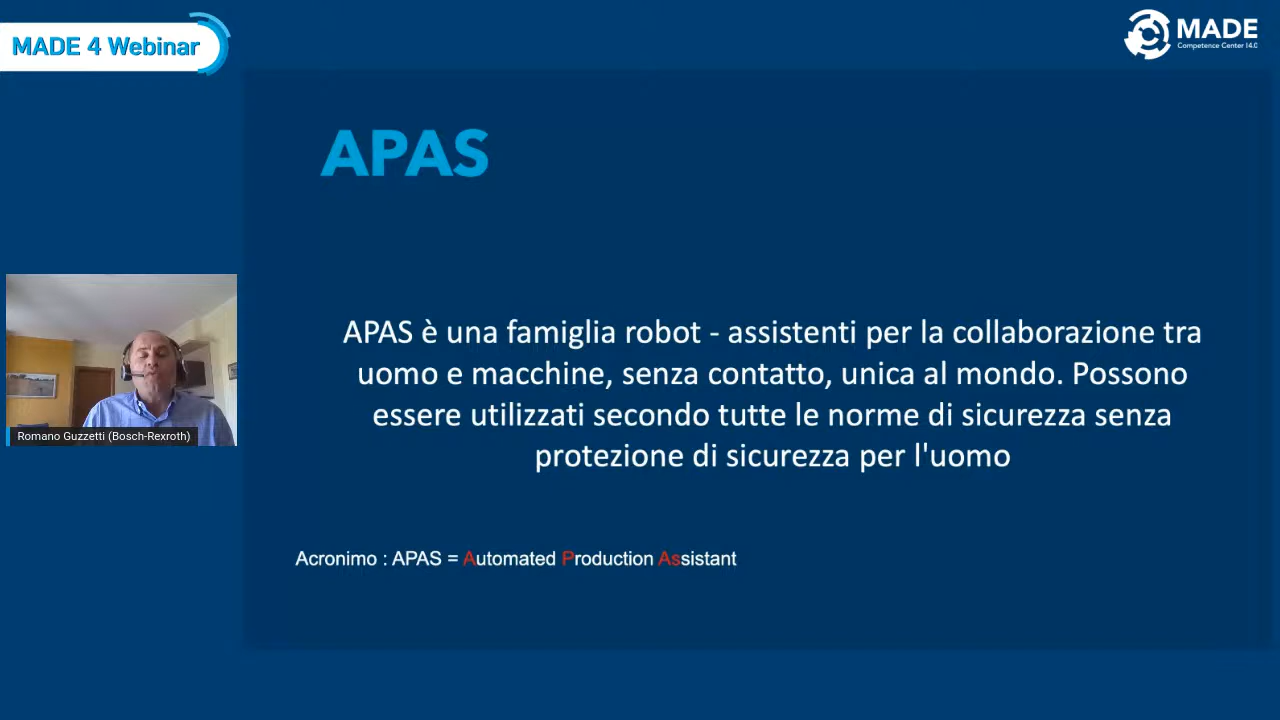 MADE 4 Webinar
MADE
Competence Center I4.0
APAS
APAS è una famiglia robot - assistenti per la collaborazione tra
uomo e macchine, senza contatto, unica al mondo. Possono
essere utilizzati secondo tutte le norme di sicurezza senza
protezione di sicurezza per l'uomo
Romano Guzzetti (Bosch-Rexroth)
Acronimo : APAS = Automated Production Assistant